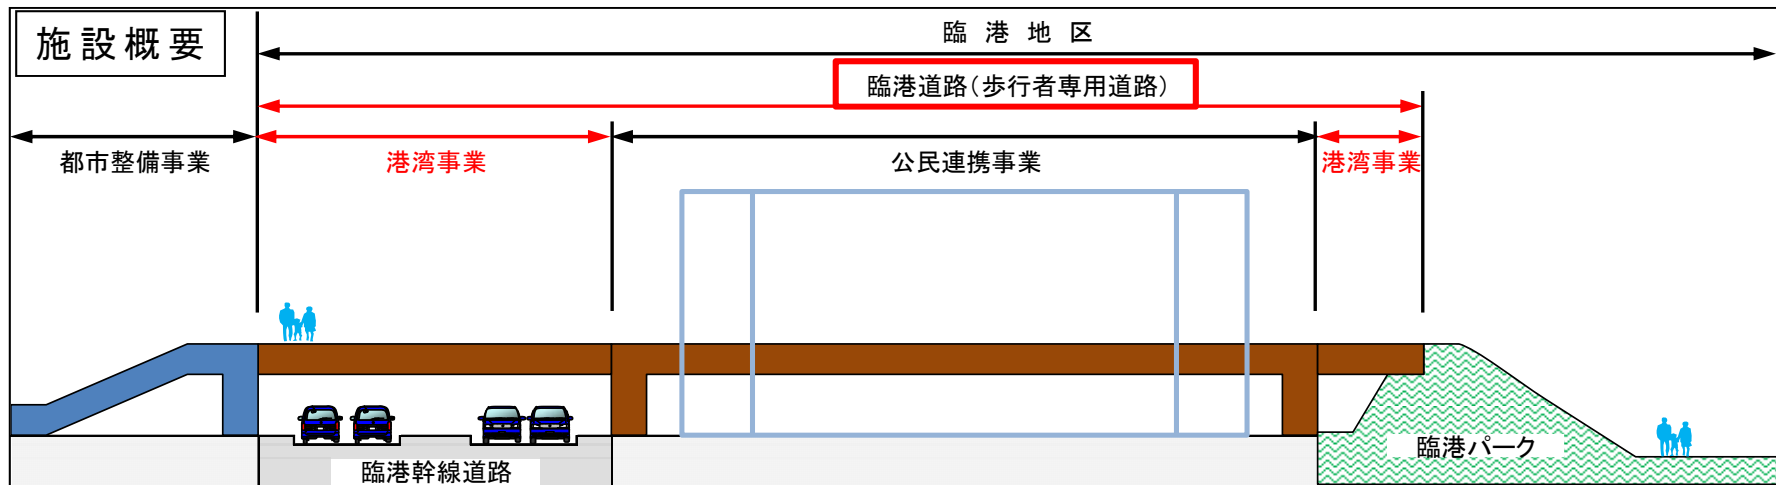 施設概要
臨港地区
臨港道路(歩行者専用道路)
都市整備事業
港湾事業
公民連携事業
港湾事業
臨港パーク
臨港幹線道路